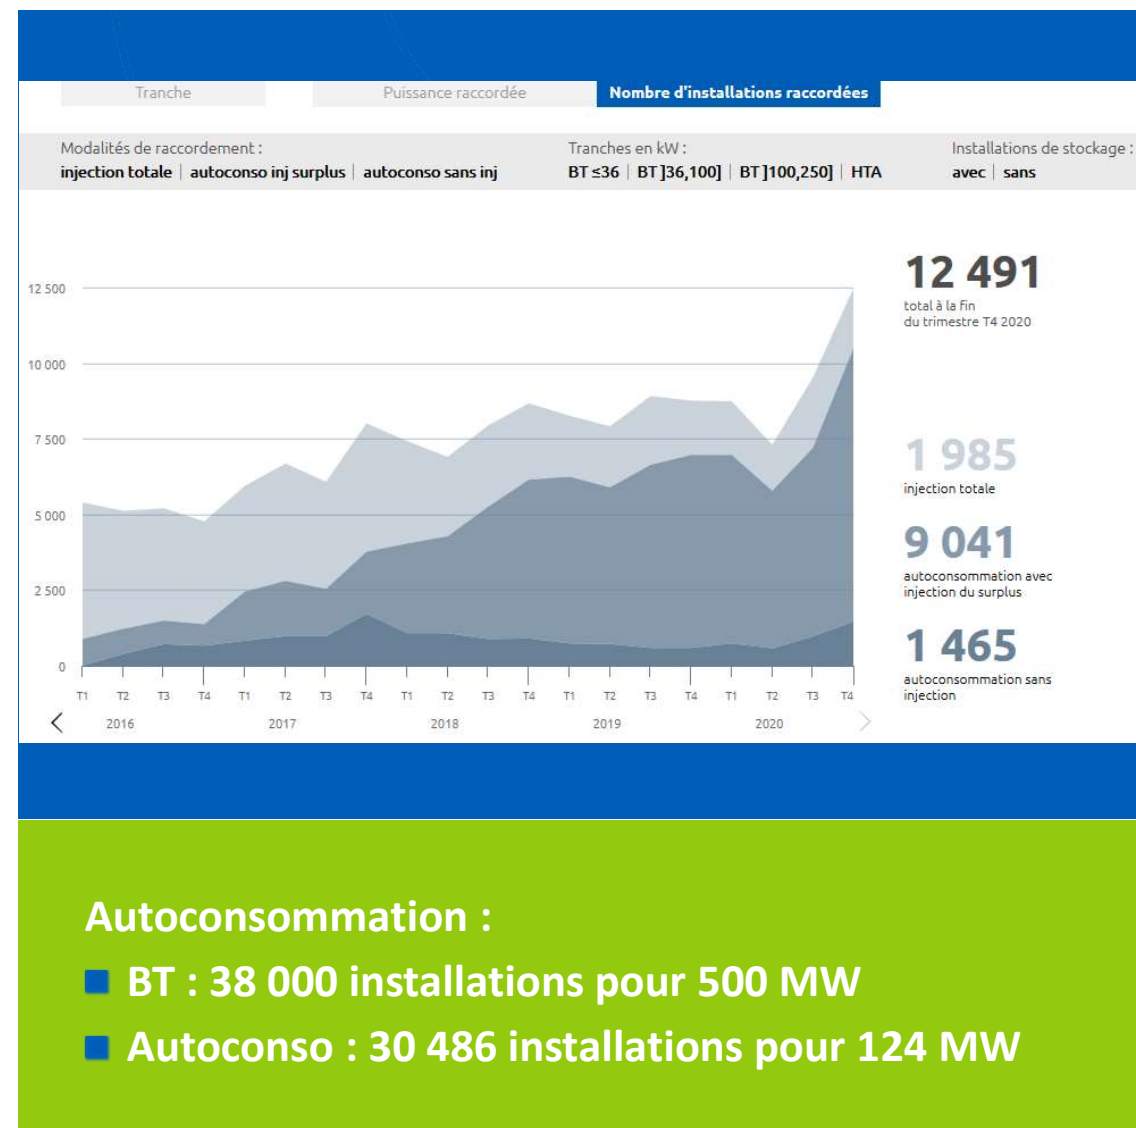 Tranche
Puissance raccordée
Nombre d'installations raccordées
Modalités de raccordement :
injection totale | autoconso inj surplus | autoconso sans inj
Tranches en kW :
BT ≤36 | BT ]36,100] | BT ]100,250] | HTA
Installations de stockage :
avec | sans
12 500
10 000
7 500
5 000
2 500
0
T1 T2 T3 T4 T1 T2 T3 T4 T1 T2 T3 T4 T1 T2 T3 T4 T1 T2 T3 T4
2016 2017 2018 2019 2020
12 491
total à la fin
du trimestre T4 2020
1 985
injection totale
9 041
autoconsommation avec
injection du surplus
1 465
autoconsommation sans
injection
Autoconsommation :
BT : 38 000 installations pour 500 MW
Autoconso : 30 486 installations pour 124 MW